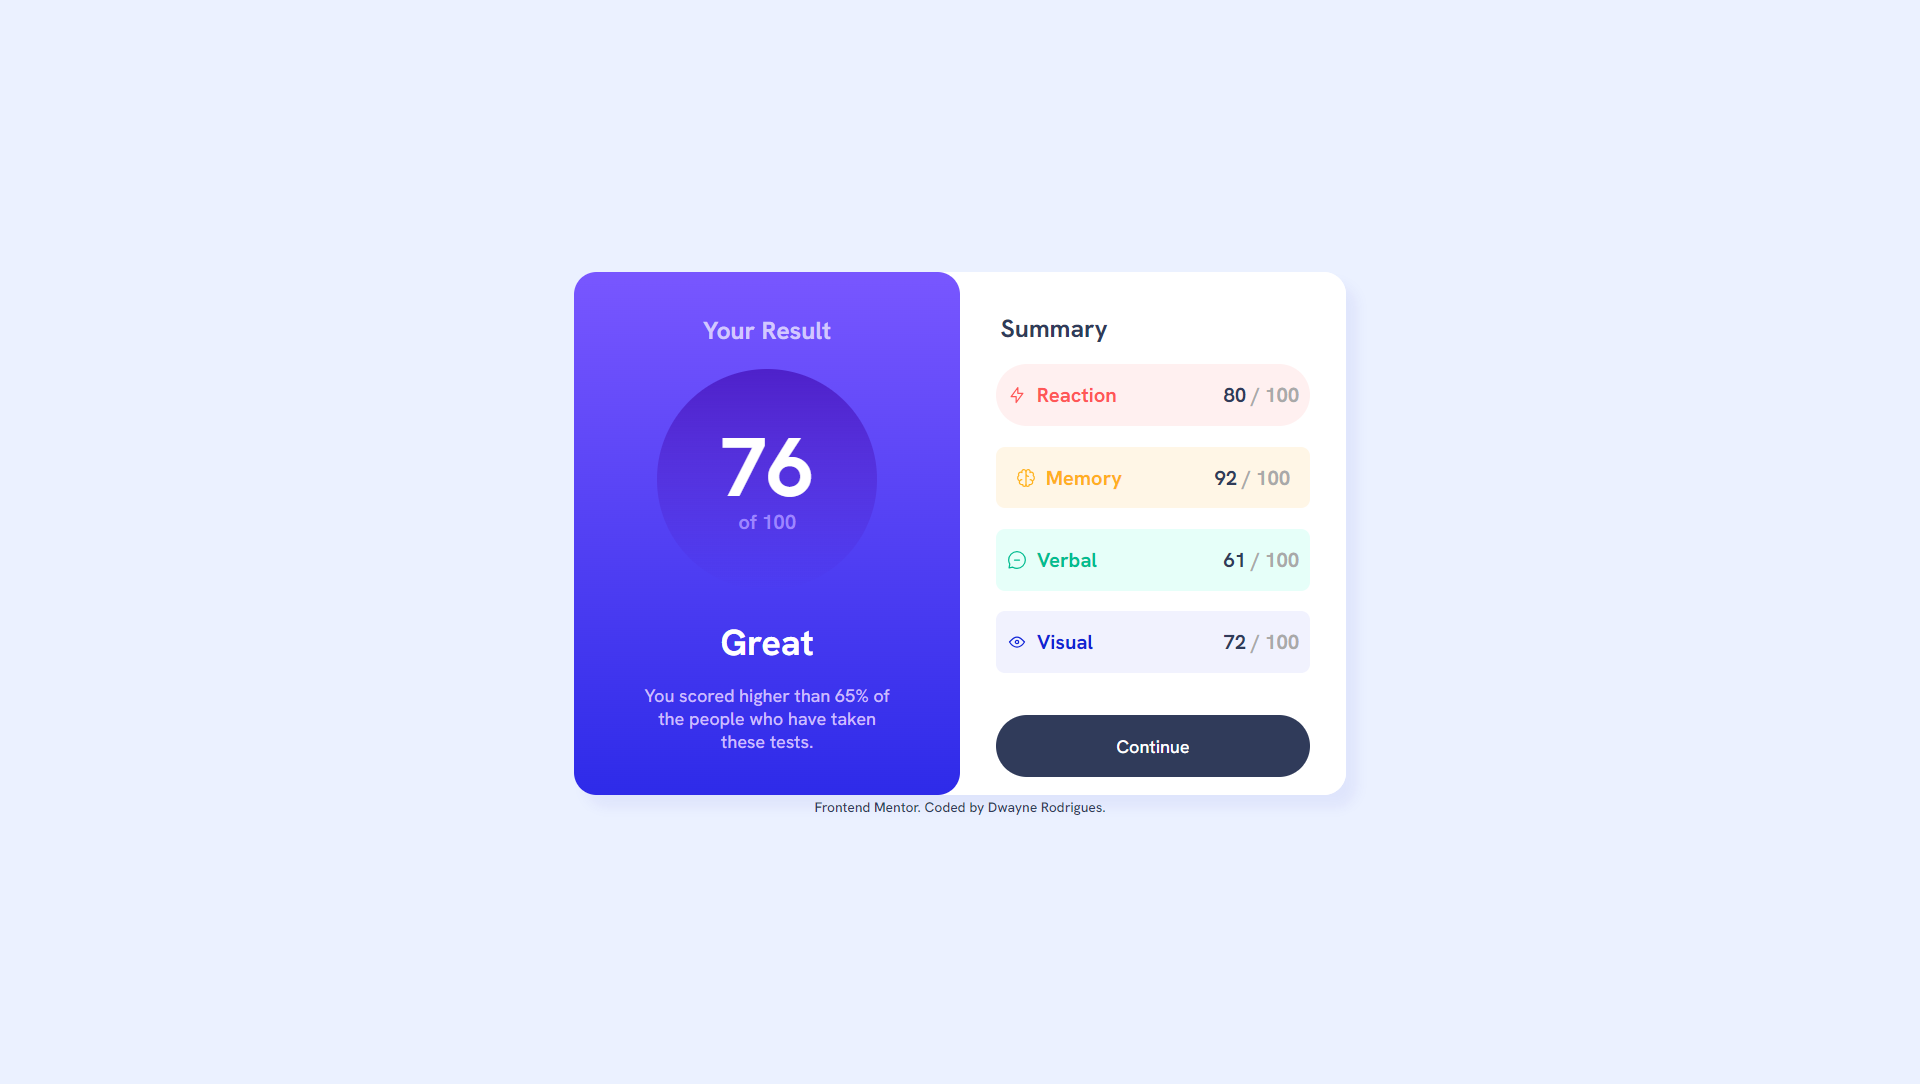 Your Result
76
of 100
Great
You scored higher than 65% of
the people who have taken
these tests.
Summary
Reaction 80 / 100
Memory 92 / 100
Verbal 61 / 100
Visual 72 / 100
Continue
Frontend Mentor. Coded by Dwayne Rodrigues.